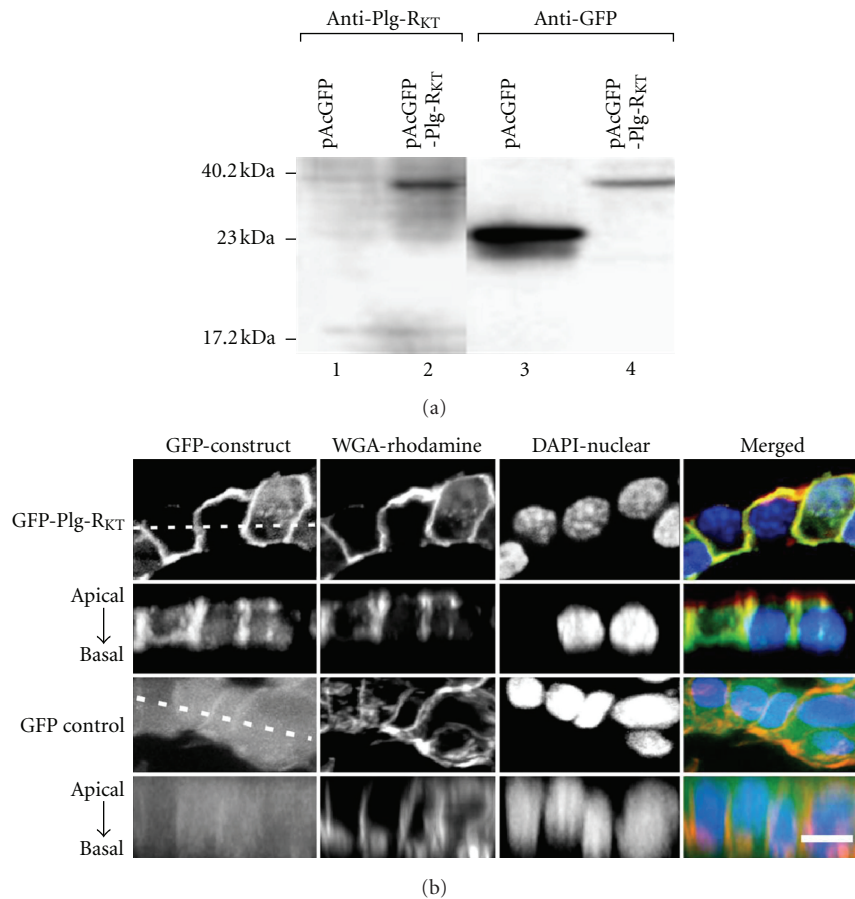 Anti-Plg-RKT Anti-GFP
pAcGFP
pAcGFP
-Plg-RKT
pAcGFP
pAcGFP
-Plg-RKT
40.2 kDa
23 kDa
17.2 kDa
1 2 3 4
(a)
GFP-construct WGA-rhodamine DAPI-nuclear Merged
GFP-Plg-RKT
Apical
Basal
GFP control
Apical
Basal
(b)